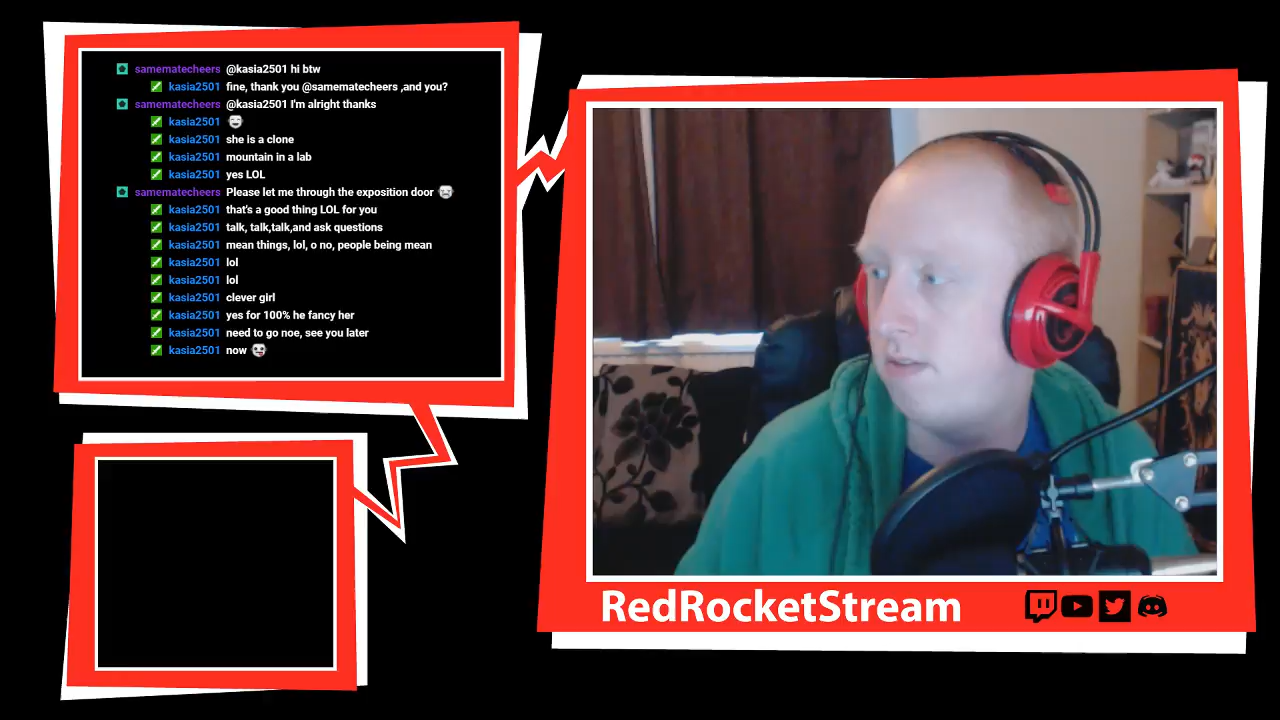 samematecheers @kasia2501 hi btw
kasia2501 fine, thank you @samematecheers ,and you?
samematecheers @kasia2501 I'm alright thanks
kasia2501
kasia2501 she is a clone
kasia2501 mountain in a lab
kasia2501 yes LOL
samematecheers Please let me through the exposition door
kasia2501 that's a good thing LOL for you
kasia2501 talk, talk,talk,and ask questions
kasia2501 mean things, lol, o no, people being mean
kasia2501 lol
kasia2501 lol
kasia2501 clever girl
kasia2501 yes for 100% he fancy her
kasia2501 need to go noe, see you later
kasia2501 now
RedRocketStream